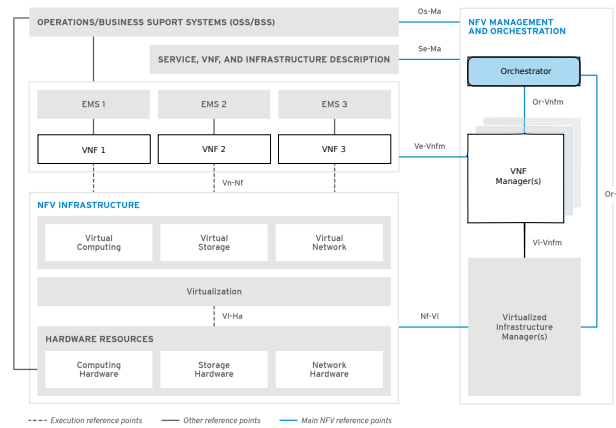 OPERATIONS/BUSINESS SUPORT SYSTEMS (OSS/BSS)
Os-Ma
NFV MANAGEMENT
AND ORCHESTRATION
Se-Ma
SERVICE, VNF, AND INFRASTRUCTURE DESCRIPTION
Orchestrator
EMS 1
EMS 2
EMS 3
Or-Vnfm
VNF 1
VNF 2
VNF 3
Ve-Vnfm
VNF
Manager(s)
Vn-Nf
Or-
NFV INFRASTRUCTURE
Virtual
Computing
Virtual
Storage
Virtual
Network
Vi-Vnfm
Virtualization
VI-Ha
Nf-Vi
Virtualized
Infrastructure
Manager(s)
HARDWARE RESOURCES
Computing
Hardware
Storage
Hardware
Network
Hardware
Execution reference points
Other reference points
Main NFV reference points